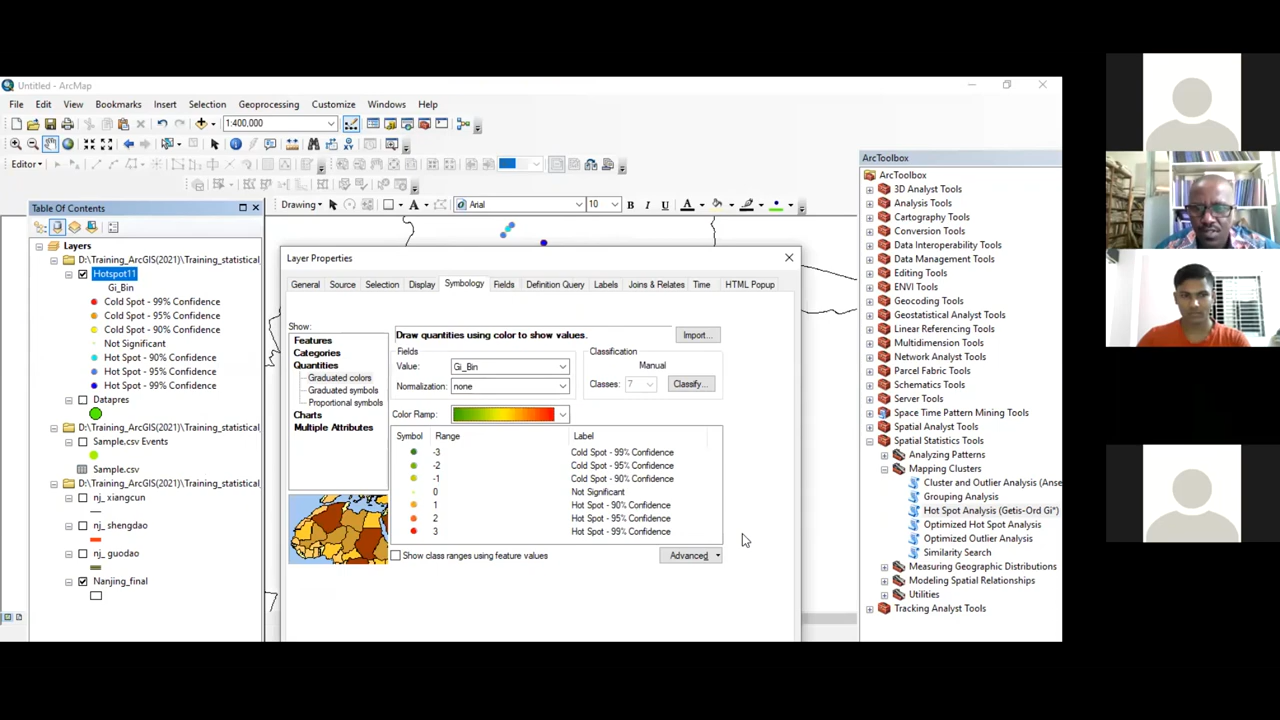 Untitled - ArcMap
File Edit View Bookmarks Insert Selection Geoprocessing Customize Windows Help
1:400,000
Editor
Drawing
Arial
10
B I U A
Table Of Contents
Layers
D:\Training_ArcGIS(2021)\Training_statistical_
Hotspot11
Gi_Bin
Cold Spot - 99% Confidence
Cold Spot - 95% Confidence
Cold Spot - 90% Confidence
Not Significant
Hot Spot - 90% Confidence
Hot Spot - 95% Confidence
Hot Spot - 99% Confidence
Datapres
D:\Training_ArcGIS(2021)\Training_statistical_
Sample.csv Events
Sample.csv
D:\Training_ArcGIS(2021)\Training_statistical_
nj_xiangcun
nj_shengdao
nj_guodao
Nanjing_final
Layer Properties
General Source Selection Display Symbology Fields Definition Query Labels Joins & Relates Time HTML Popup
Show:
Features
Categories
Quantities
Graduated colors
Graduated symbols
Proportional symbols
Charts
Multiple Attributes
Draw quantities using color to show values.
Import...
Fields
Value: Gi_Bin
Normalization: none
Classification
Manual
Classes: 7
Classify...
Color Ramp:
Symbol Range Label
-3 Cold Spot - 99% Confidence
-2 Cold Spot - 95% Confidence
-1 Cold Spot - 90% Confidence
0 Not Significant
1 Hot Spot - 90% Confidence
2 Hot Spot - 95% Confidence
3 Hot Spot - 99% Confidence
Show class ranges using feature values
Advanced
ArcToolbox
ArcToolbox
3D Analyst Tools
Analysis Tools
Cartography Tools
Conversion Tools
Data Interoperability Tools
Data Management Tools
Editing Tools
ENVI Tools
Geocoding Tools
Geostatistical Analyst Tools
Linear Referencing Tools
Multidimension Tools
Network Analyst Tools
Parcel Fabric Tools
Schematics Tools
Server Tools
Space Time Pattern Mining Tools
Spatial Analyst Tools
Spatial Statistics Tools
Analyzing Patterns
Mapping Clusters
Cluster and Outlier Analysis (Anse
Grouping Analysis
Hot Spot Analysis (Getis-Ord Gi*)
Optimized Hot Spot Analysis
Optimized Outlier Analysis
Similarity Search
Measuring Geographic Distributions
Modeling Spatial Relationships
Utilities
Tracking Analyst Tools